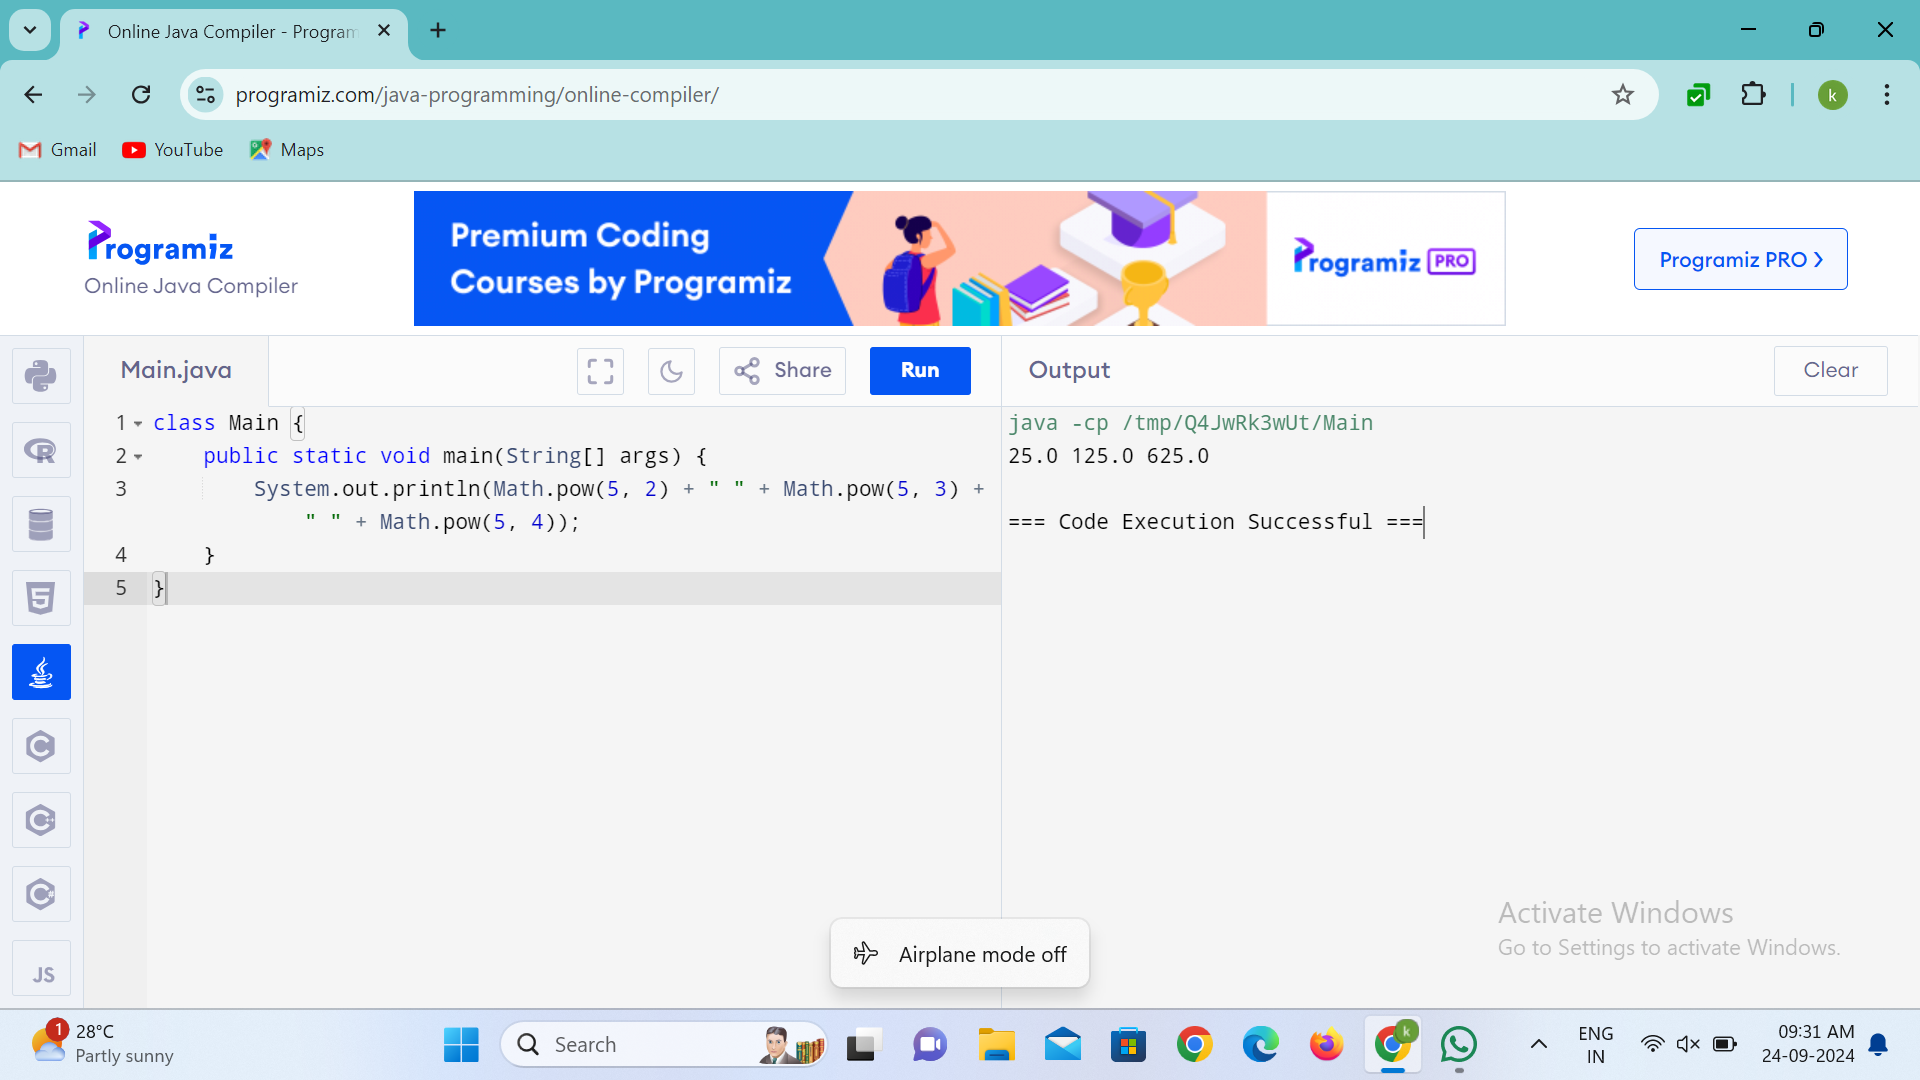 Online Java Compiler - Program
programiz.com/java-programming/online-compiler/
k
Gmail
YouTube
Maps
Programiz
Online Java Compiler
Premium Coding
Courses by Programiz
Programiz PRO
Programiz PRO ›
Main.java
Share
Run
Output
Clear
1 class Main {
2 public static void main(String[] args) {
3 System.out.println(Math.pow(5, 2) + " " + Math.pow(5, 3) +
" " + Math.pow(5, 4));
4 }
5 }
java -cp /tmp/Q4JwRk3wUt/Main
25.0 125.0 625.0
=== Code Execution Successful ===
R
5
C
C
C#
JS
Activate Windows
Go to Settings to activate Windows.
Airplane mode off
1
28°C
Partly sunny
Search
k
ENG
IN
09:31 AM
24-09-2024